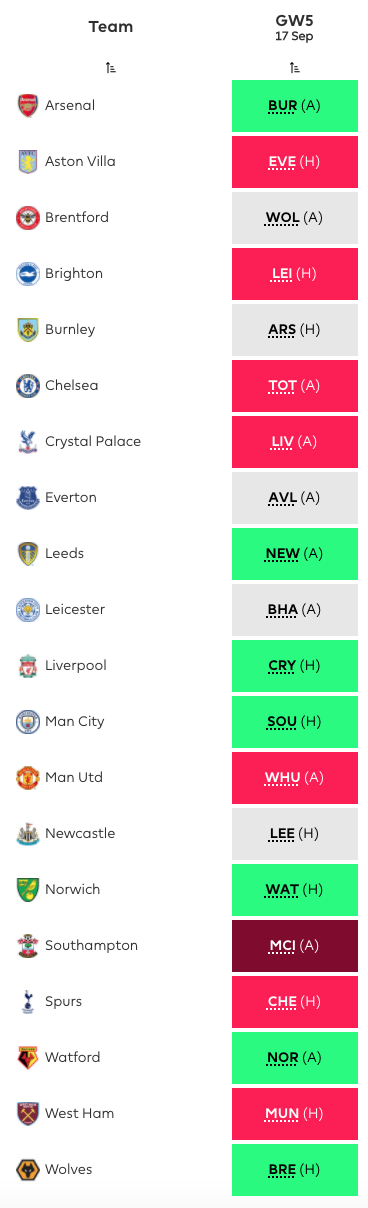 Team GW5
17 Sep
Arsenal BUR (A)
Aston Villa EVE (H)
Brentford WOL (A)
Brighton LEI (H)
Burnley ARS (H)
Chelsea TOT (A)
Crystal Palace LIV (A)
Everton AVL (A)
Leeds NEW (A)
Leicester BHA (A)
Liverpool CRY (H)
Man City SOU (H)
Man Utd WHU (A)
Newcastle LEE (H)
Norwich WAT (H)
Southampton MCI (A)
Spurs CHE (H)
Watford NOR (A)
West Ham MUN (H)
Wolves BRE (H)